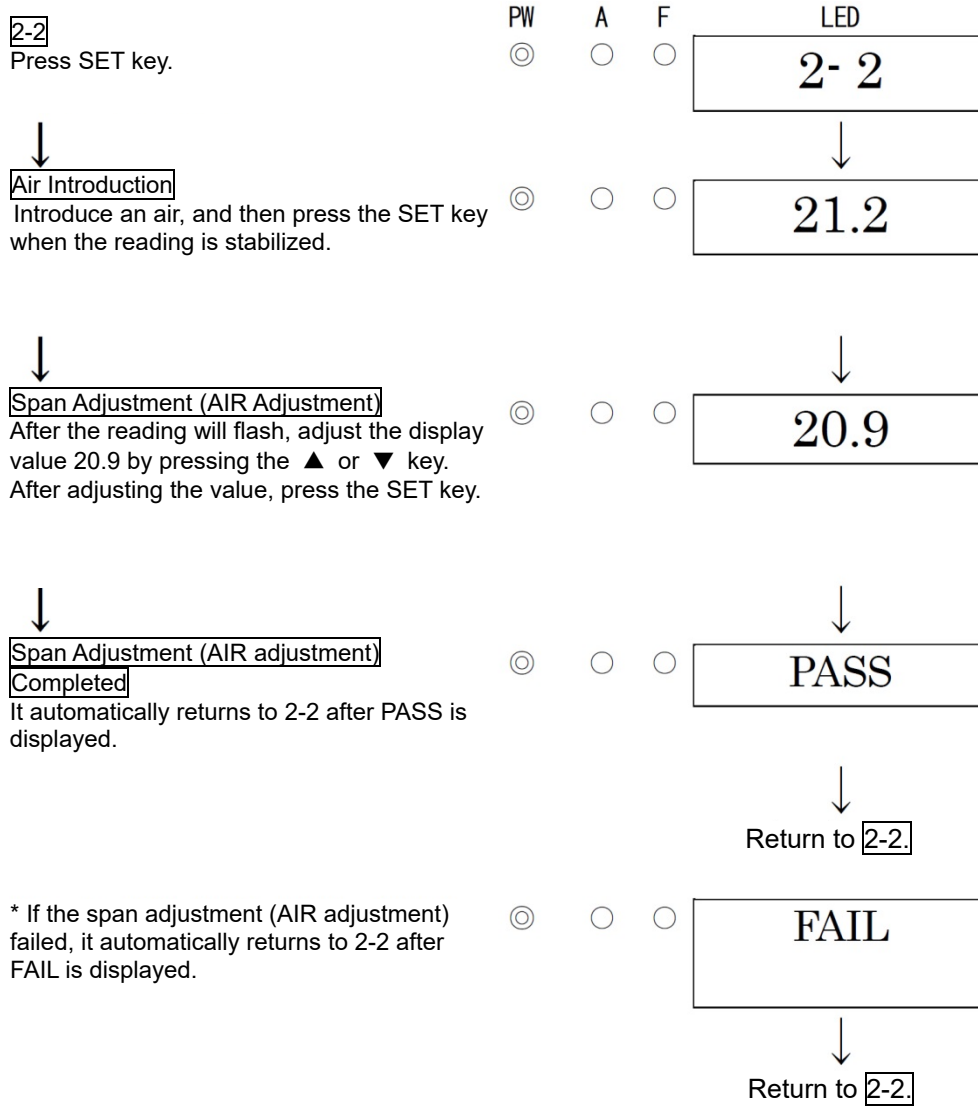 PW A F LED
2-2
Press SET key.
2- 2
Air Introduction
Introduce an air, and then press the SET key
when the reading is stabilized.
21.2
Span Adjustment (AIR Adjustment)
After the reading will flash, adjust the display
value 20.9 by pressing the ▲ or ▼ key.
After adjusting the value, press the SET key.
20.9
Span Adjustment (AIR adjustment)
Completed
It automatically returns to 2-2 after PASS is
displayed.
PASS
Return to 2-2.
* If the span adjustment (AIR adjustment)
failed, it automatically returns to 2-2 after
FAIL is displayed.
FAIL
Return to 2-2.